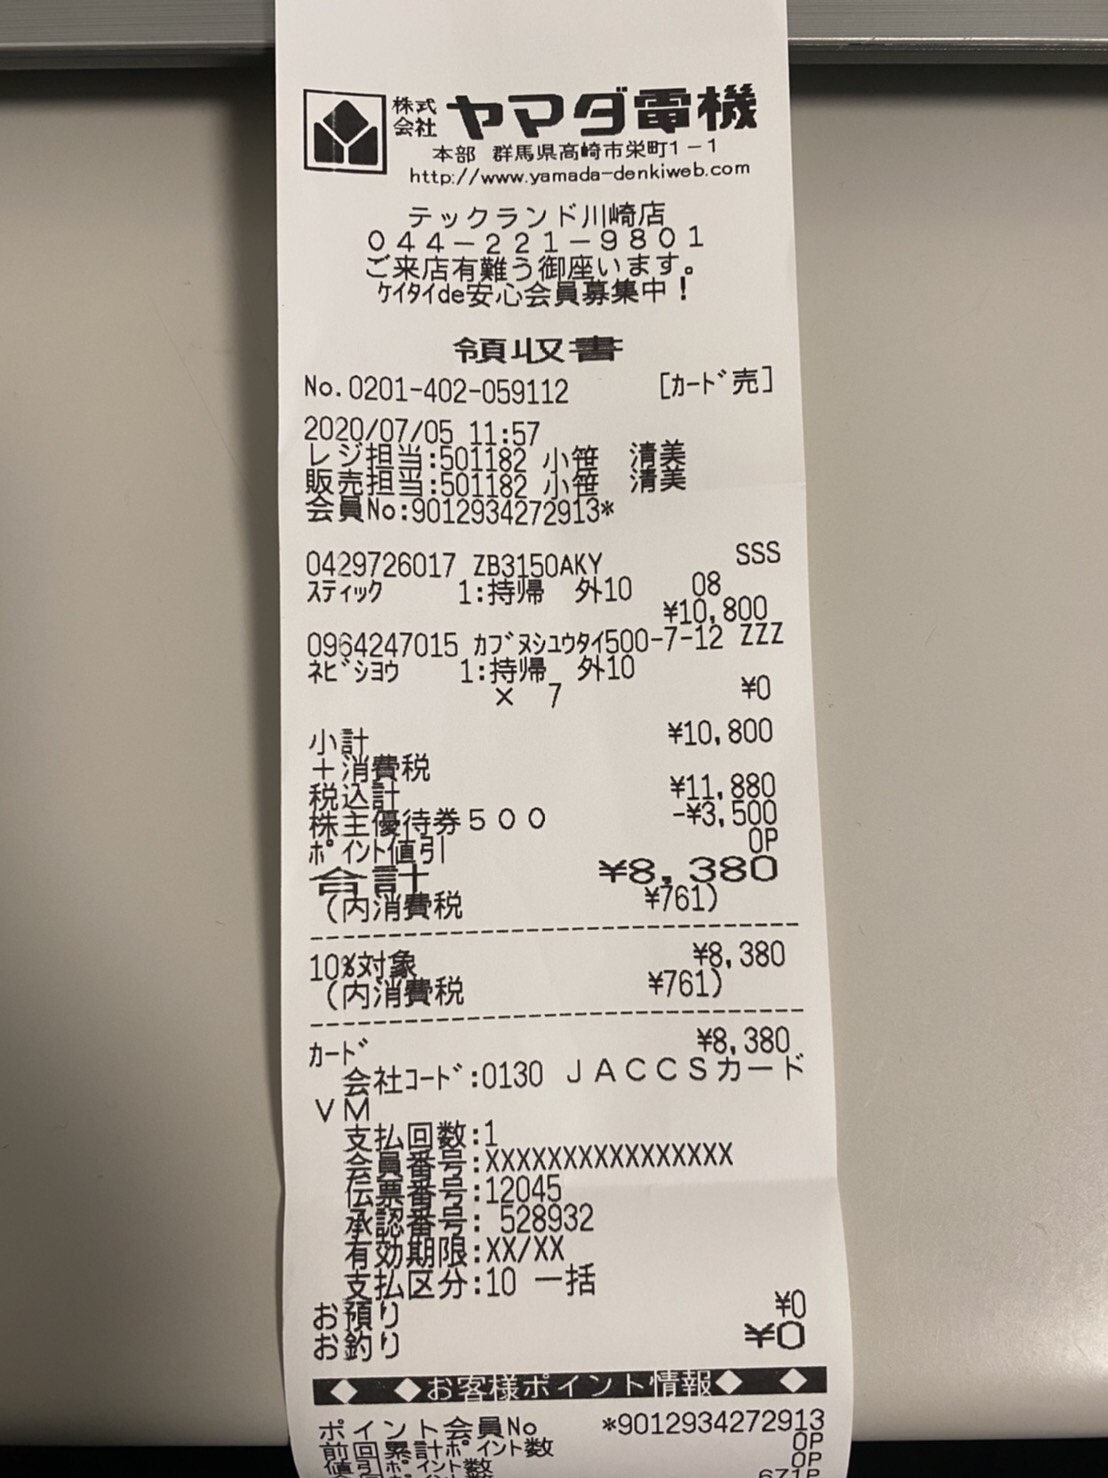 株式会社 ヤマダ電機
本部 群馬県高崎市栄町1-1
http://www.yamada-denkiweb.com
テックランド川崎店
044-221-9801
ご来店有難う御座います。
ｹｲﾀｲde安心会員募集中！
領収書
No.0201-402-059112 [ｶｰﾄﾞ売]
2020/07/05 11:57
レジ担当:501182 小笹 清美
販売担当:501182 小笹 清美
会員No:9012934272913*
0429726017 ZB3150AKY SSS
ｽﾃｨｯｸ 1:持帰 外10 08
¥10,800
0964247015 ｶﾌﾞﾇｼﾕｳﾀｲ500-7-12 ZZZ
ﾈﾋﾞｼﾖｳ 1:持帰 外10
× 7 ¥0
小計 ¥10,800
＋消費税
税込計 ¥11,880
株主優待券５００ -¥3,500
ﾎﾟｲﾝﾄ値引 0P
合計 ¥8,380
(内消費税 ¥761)
10%対象 ¥8,380
(内消費税 ¥761)
ｶｰﾄﾞ ¥8,380
会社ｺｰﾄﾞ:0130 ＪＡＣＣＳカード
ＶＭ
支払回数:1
会員番号:XXXXXXXXXXXXXXXX
伝票番号:12045
承認番号: 528932
有効期限:XX/XX
支払区分:10 一括
お預り ¥0
お釣り ¥0
◆ ◆お客様ポイント情報◆ ◆
ポイント会員No *9012934272913
前回累計ﾎﾟｲﾝﾄ数 0P
値引ﾎﾟｲﾝﾄ数 0P
671P